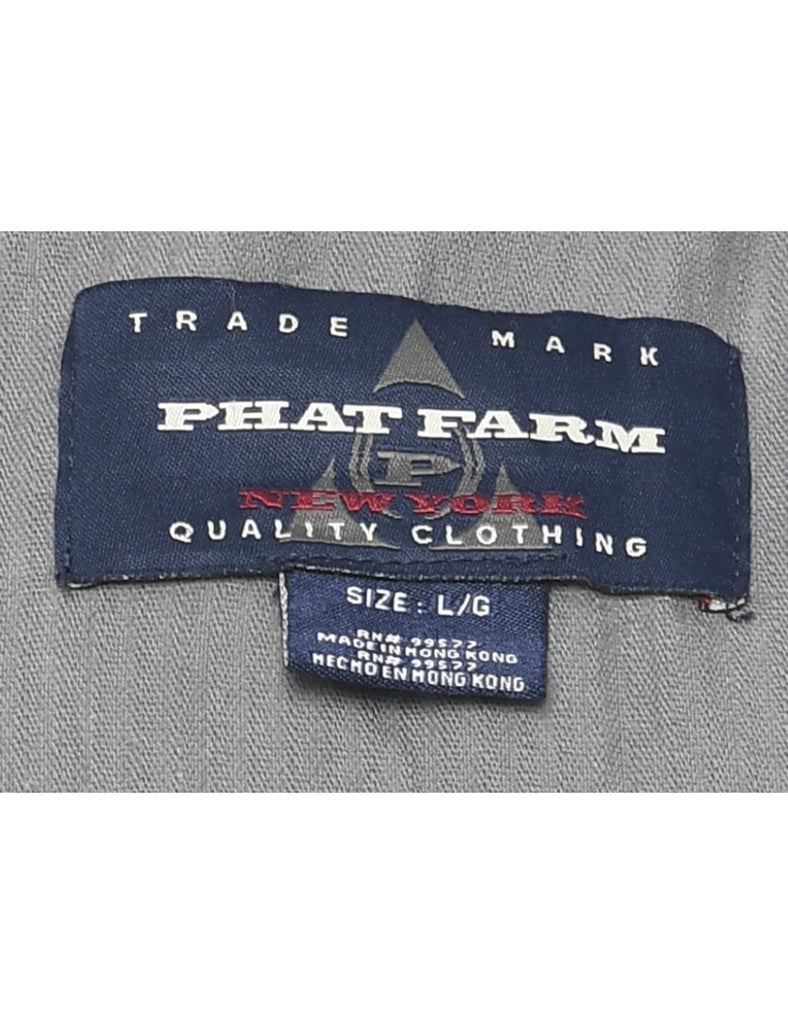 TRADE MARK
PHAT FARM
P
NEW YORK
QUALITY CLOTHING
SIZE: L/G
RN# 99577
MADE IN HONG KONG
RN# 99577
HECHO EN HONG KONG